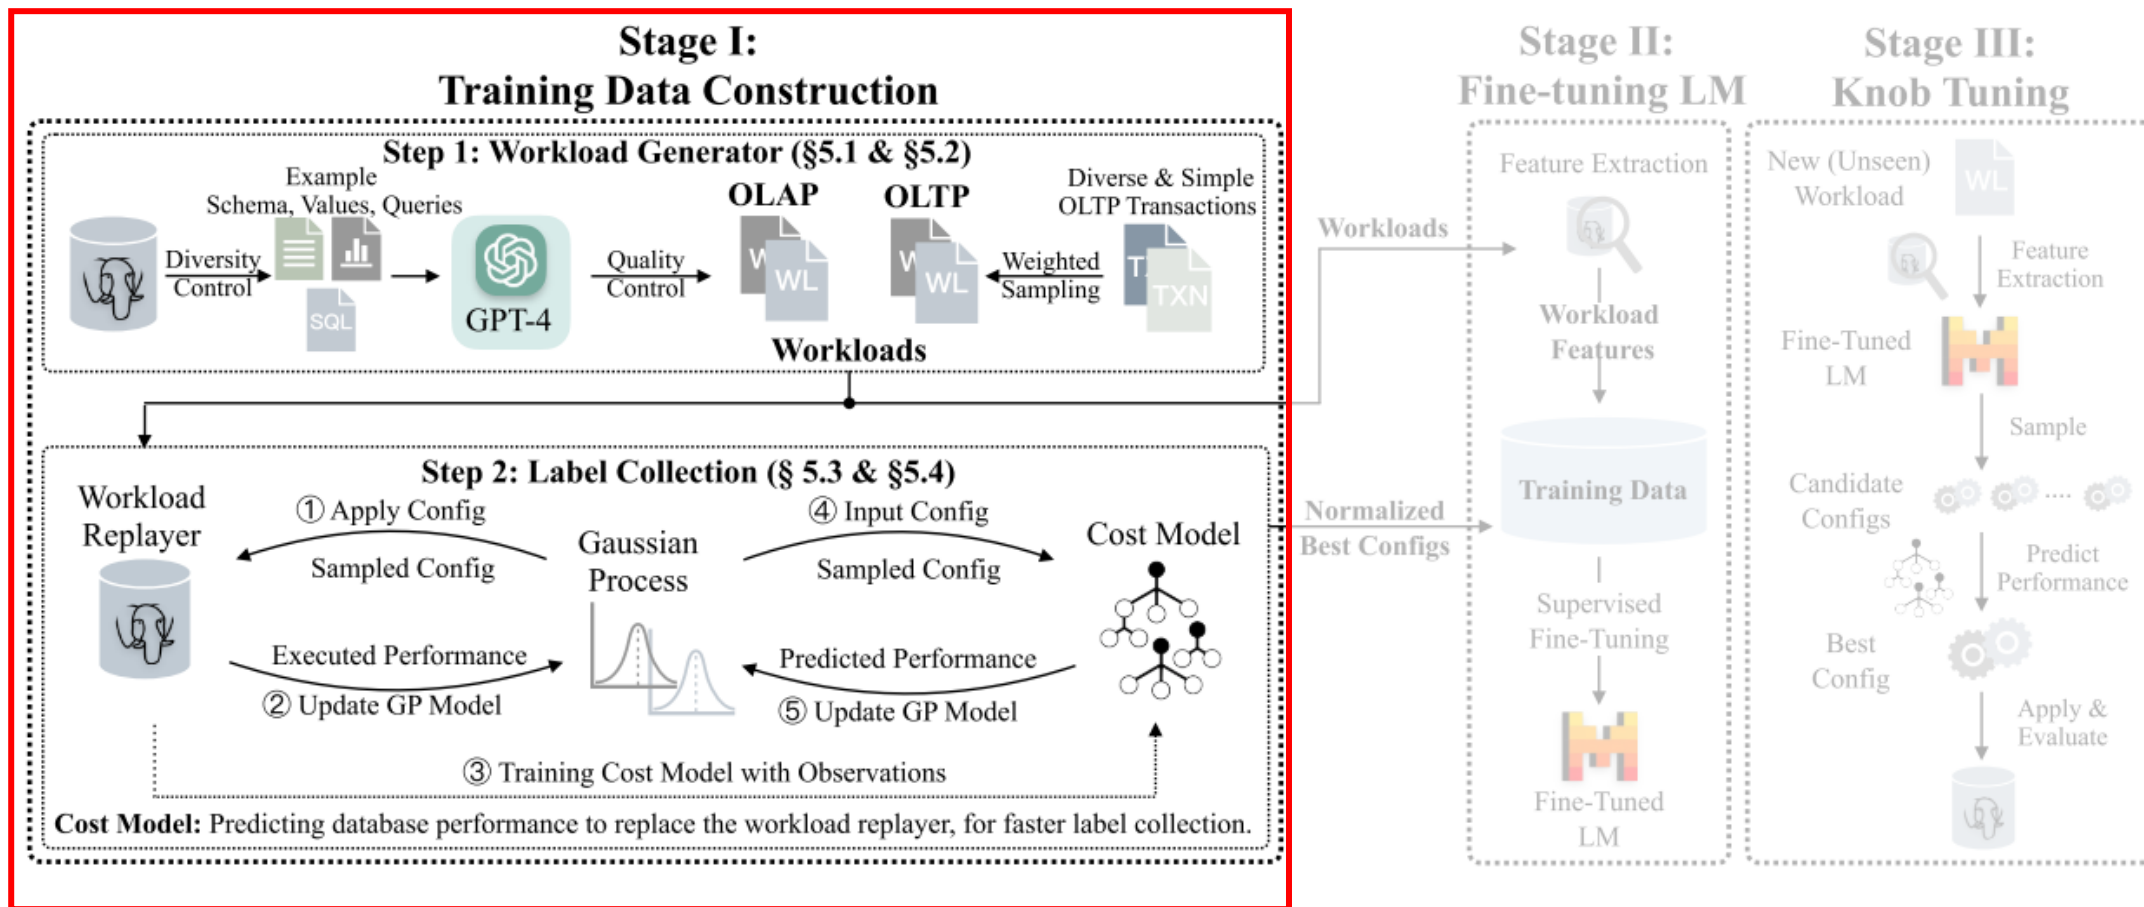 Stage I:
Training Data Construction
Step 1: Workload Generator (§5.1 & §5.2)
Example
Schema, Values, Queries
Diversity
Control
SQL
GPT-4
Quality
Control
OLAP
WL
OLTP
WL
Workloads
Weighted
Sampling
Diverse & Simple
OLTP Transactions
TXN
Step 2: Label Collection (§ 5.3 & §5.4)
Workload
Replayer
① Apply Config
Sampled Config
Gaussian
Process
④ Input Config
Sampled Config
Cost Model
Executed Performance
② Update GP Model
Predicted Performance
⑤ Update GP Model
③ Training Cost Model with Observations
Cost Model: Predicting database performance to replace the workload replayer, for faster label collection.
Workloads
Normalized
Best Configs
Stage II:
Fine-tuning LM
Feature Extraction
Workload
Features
Training Data
Supervised
Fine-Tuning
Fine-Tuned
LM
Stage III:
Knob Tuning
New (Unseen)
Workload
WL
Feature
Extraction
Fine-Tuned
LM
Sample
Candidate
Configs
....
Predict
Performance
Best
Config
Apply &
Evaluate